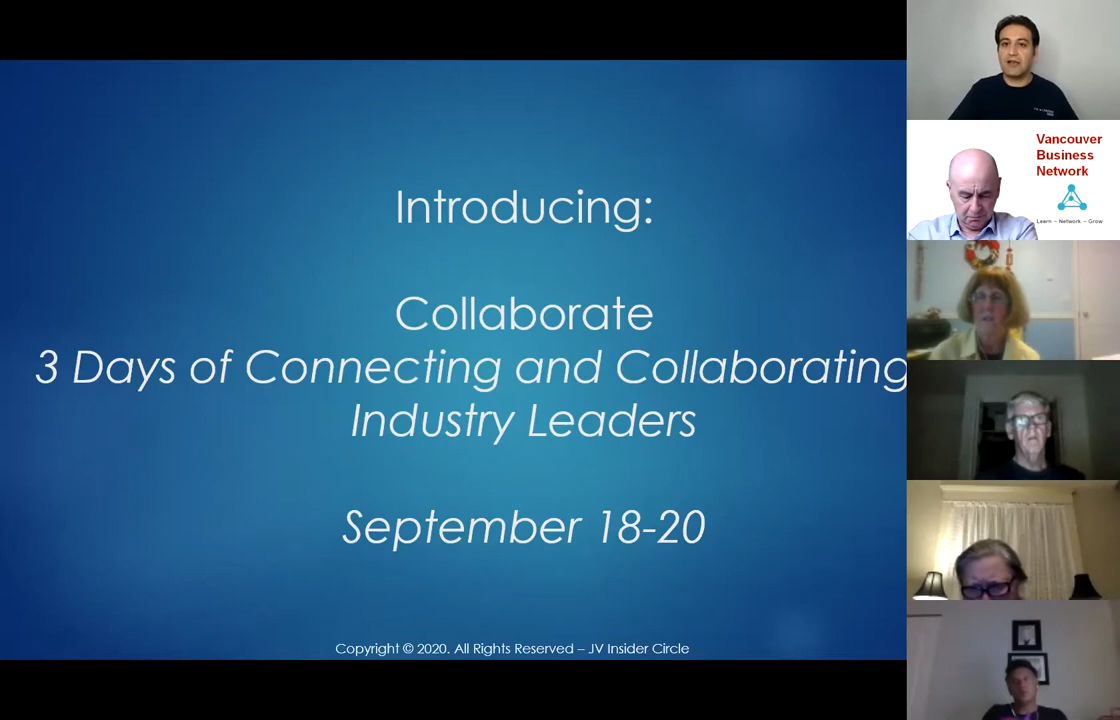 Introducing:
Collaborate
3 Days of Connecting and Collaborating
Industry Leaders
September 18-20
Copyright © 2020. All Rights Reserved – JV Insider Circle
Vancouver
Business
Network
Learn – Network – Grow